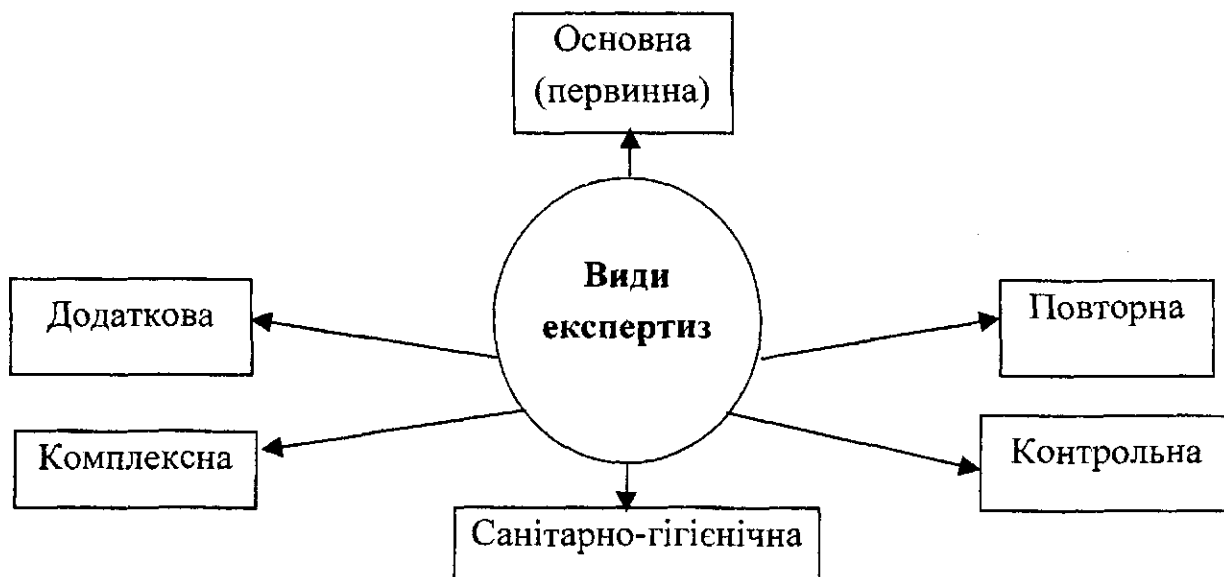 Основна
(первинна)
Види
експертиз
Додаткова
Повторна
Комплексна
Контрольна
Санітарно-гігієнічна